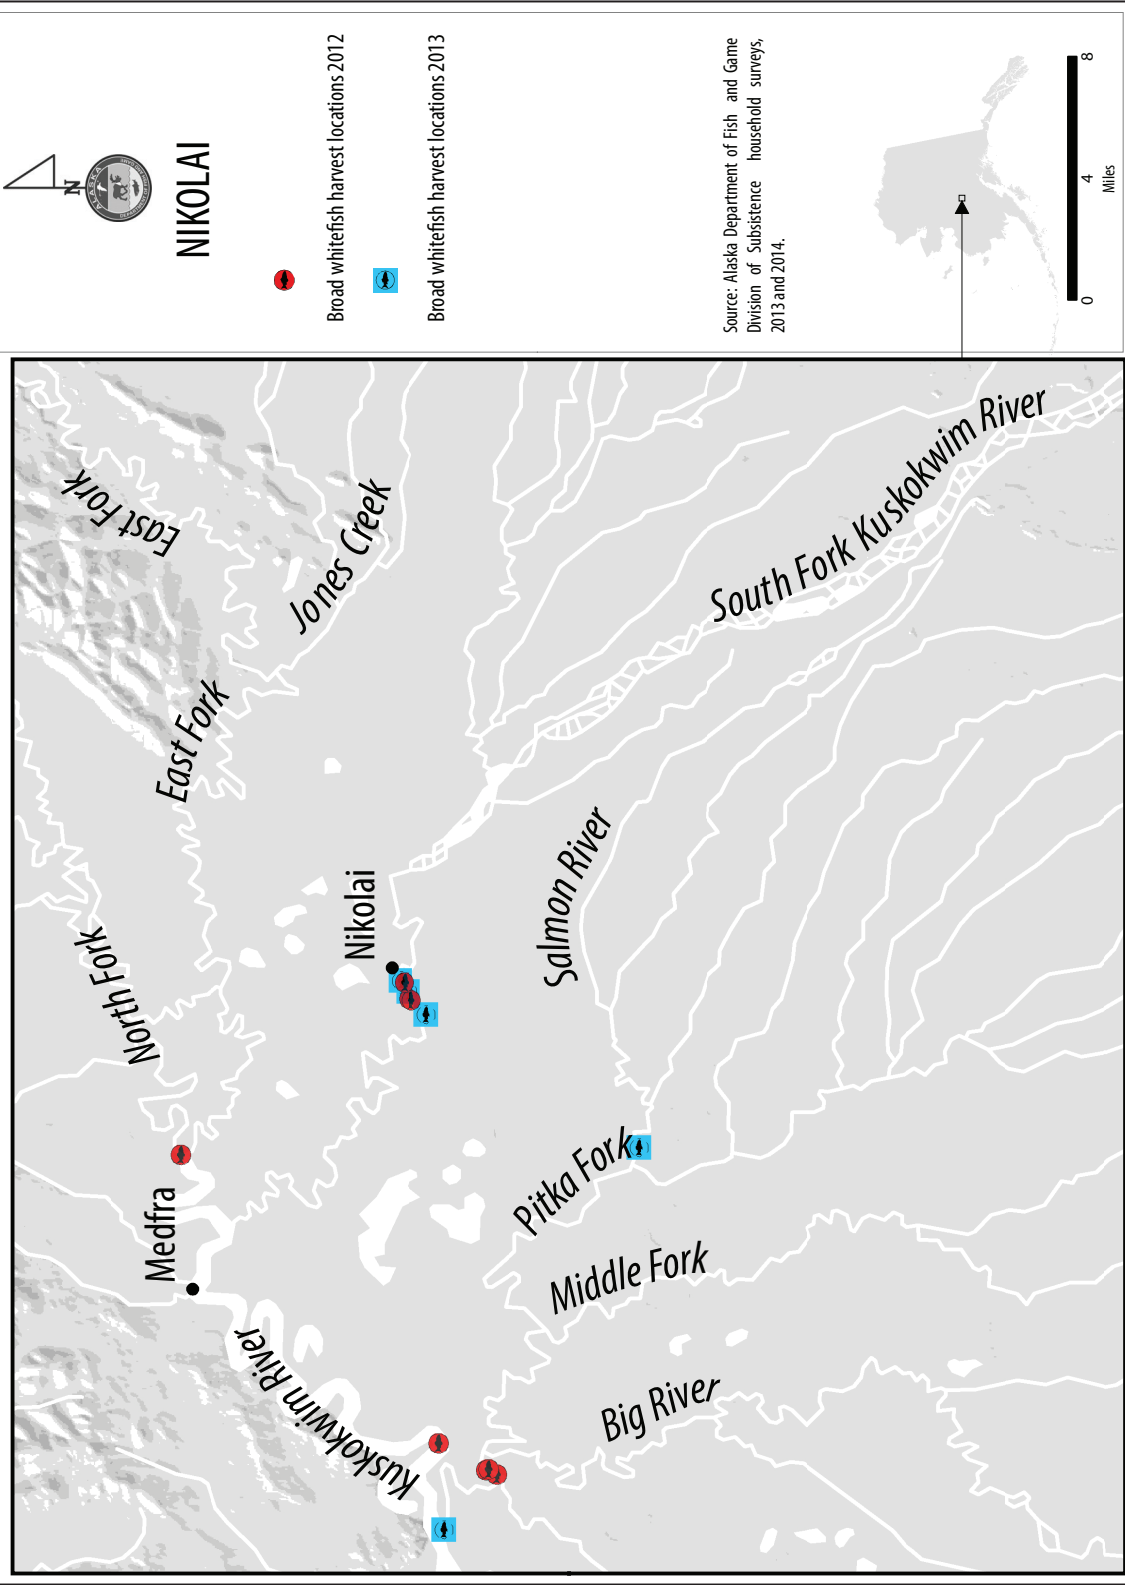 N
ALASKA
NIKOLAI
Broad whitefish harvest locations 2012
Broad whitefish harvest locations 2013
Source: Alaska Department of Fish and Game
Division of Subsistence household surveys,
2013 and 2014.
0
4
8
Miles
East Fork
Jones Creek
South Fork Kuskokwim River
East Fork
North Fork
Nikolai
Salmon River
Medfra
Pitka Fork
Middle Fork
Kuskokwim River
Big River